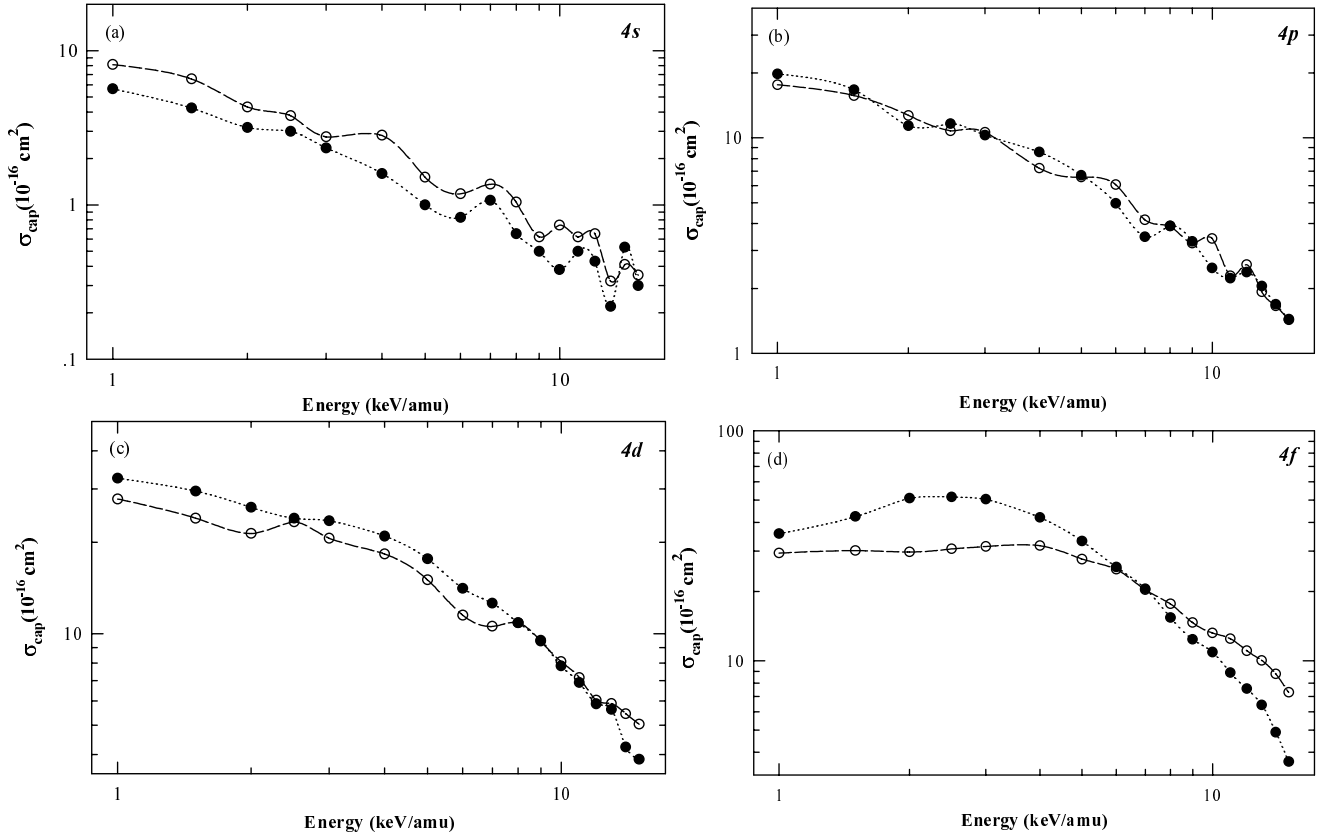 (a)
4s
10
1
.1
σcap(10-16 cm2)
1
10
Energy (keV/amu)
(b)
4p
10
1
σcap(10-16 cm2)
1
10
Energy (keV/amu)
(c)
4d
10
σcap(10-16 cm2)
1
10
Energy (keV/amu)
(d)
4f
100
10
σcap(10-16 cm2)
1
10
Energy (keV/amu)